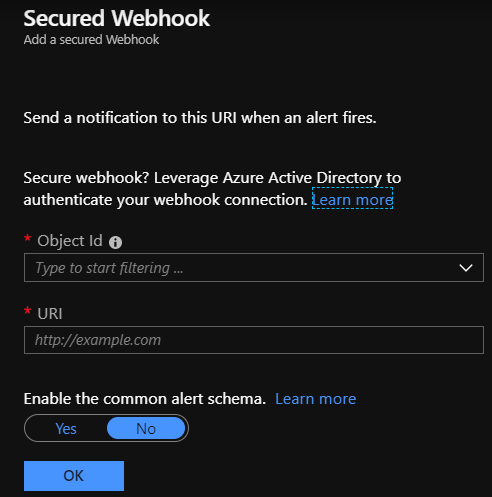 Secured Webhook
Add a secured Webhook
Send a notification to this URI when an alert fires.
Secure webhook? Leverage Azure Active Directory to
authenticate your webhook connection. Learn more
* Object Id
Type to start filtering ...
* URI
http://example.com
Enable the common alert schema. Learn more
Yes No
OK